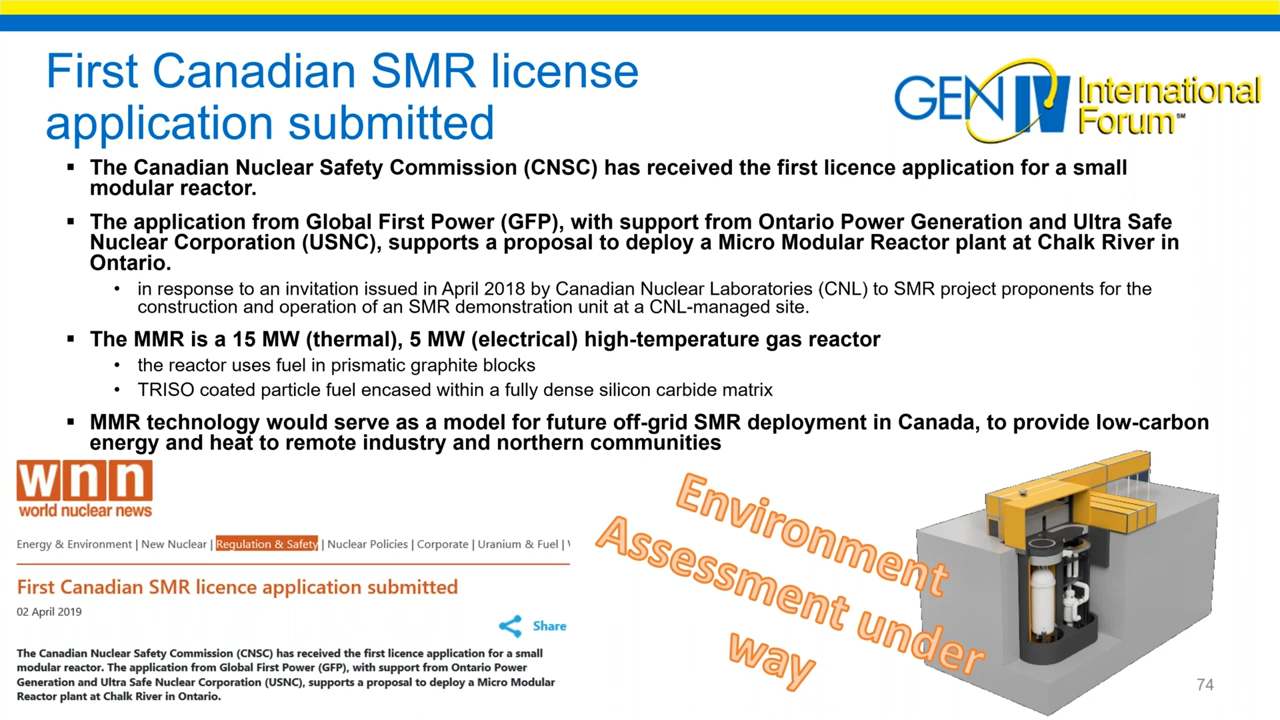 First Canadian SMR license
application submitted
GEN IV International
Forum℠
▪ The Canadian Nuclear Safety Commission (CNSC) has received the first licence application for a small
modular reactor.
▪ The application from Global First Power (GFP), with support from Ontario Power Generation and Ultra Safe
Nuclear Corporation (USNC), supports a proposal to deploy a Micro Modular Reactor plant at Chalk River in
Ontario.
• in response to an invitation issued in April 2018 by Canadian Nuclear Laboratories (CNL) to SMR project proponents for the
construction and operation of an SMR demonstration unit at a CNL-managed site.
▪ The MMR is a 15 MW (thermal), 5 MW (electrical) high-temperature gas reactor
• the reactor uses fuel in prismatic graphite blocks
• TRISO coated particle fuel encased within a fully dense silicon carbide matrix
▪ MMR technology would serve as a model for future off-grid SMR deployment in Canada, to provide low-carbon
energy and heat to remote industry and northern communities
wnn
world nuclear news
Energy & Environment | New Nuclear | Regulation & Safety | Nuclear Policies | Corporate | Uranium & Fuel |
First Canadian SMR licence application submitted
02 April 2019
Share
The Canadian Nuclear Safety Commission (CNSC) has received the first licence application for a small
modular reactor. The application from Global First Power (GFP), with support from Ontario Power
Generation and Ultra Safe Nuclear Corporation (USNC), supports a proposal to deploy a Micro Modular
Reactor plant at Chalk River in Ontario.
Environment
Assessment under
way
74